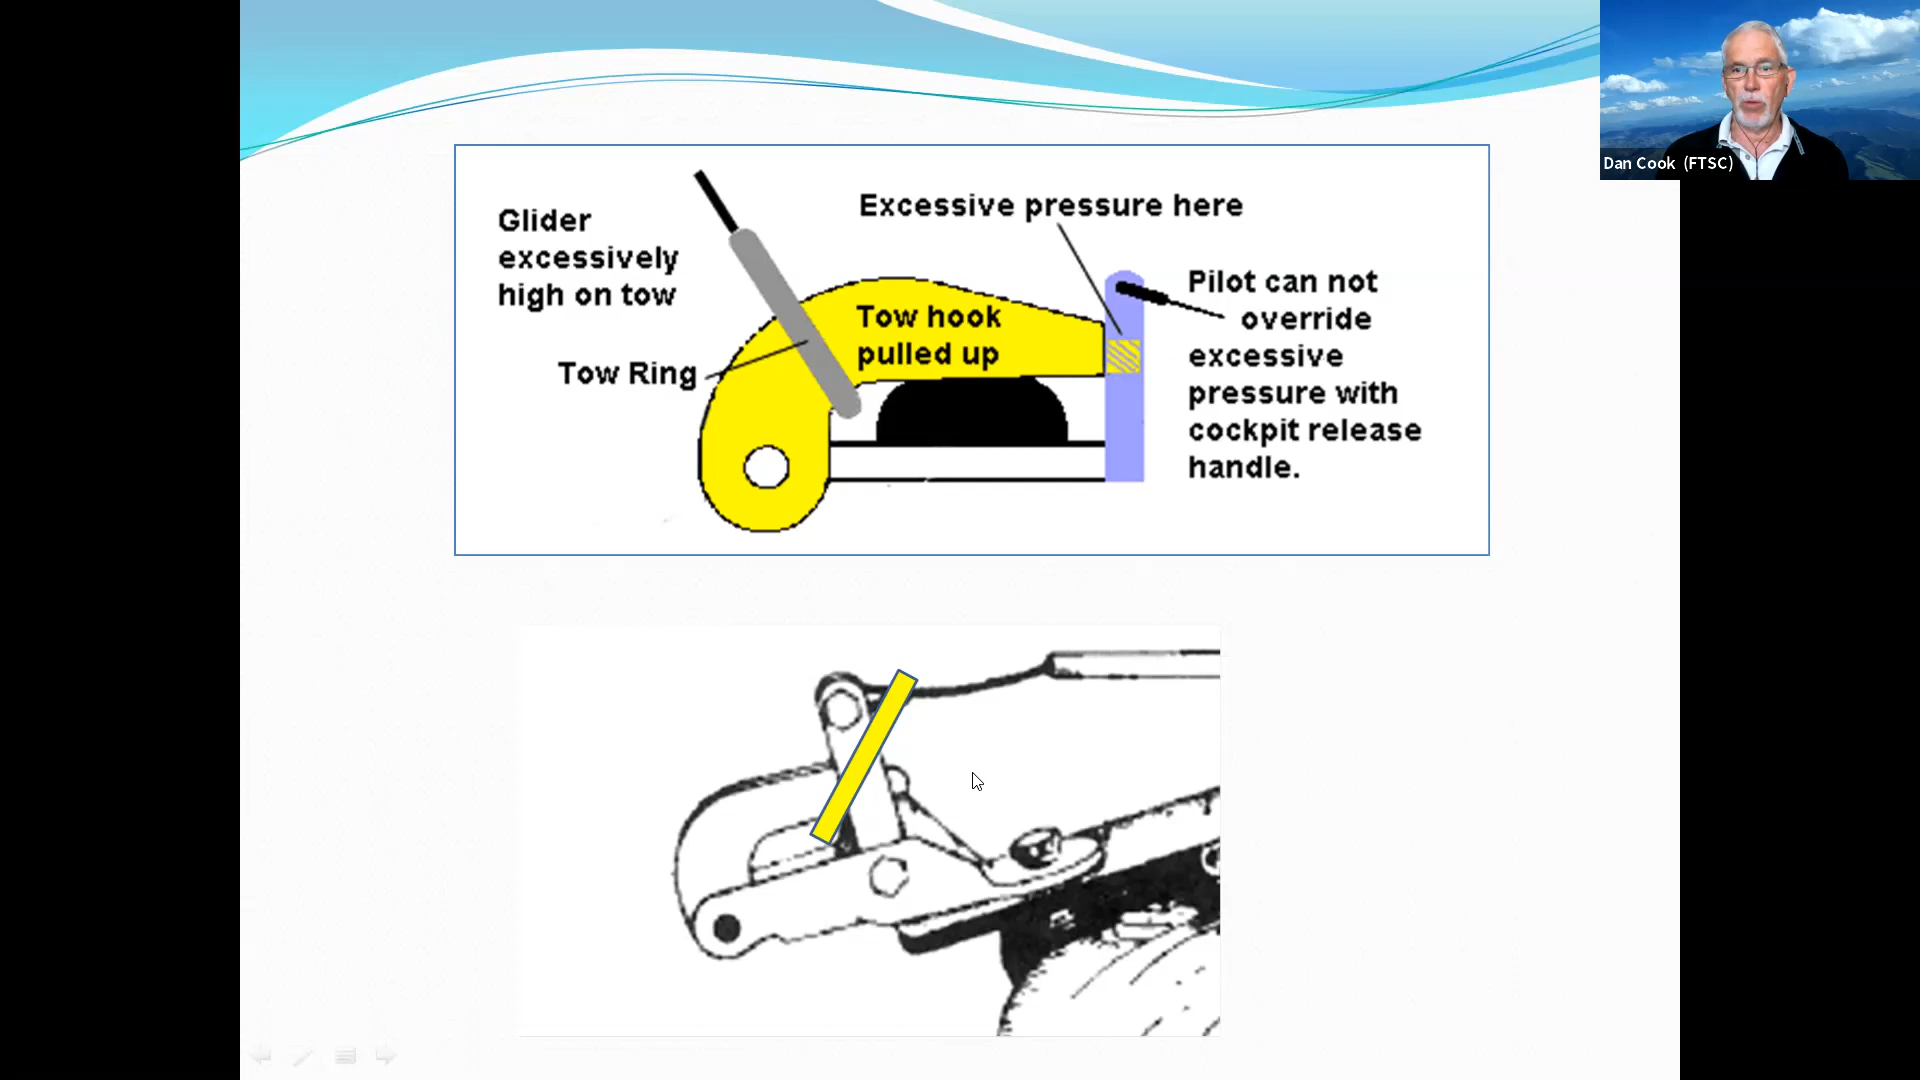 Dan Cook (FTSC)
Glider
excessively
high on tow
Tow Ring
Excessive pressure here
Tow hook
pulled up
Pilot can not
override
excessive
pressure with
cockpit release
handle.